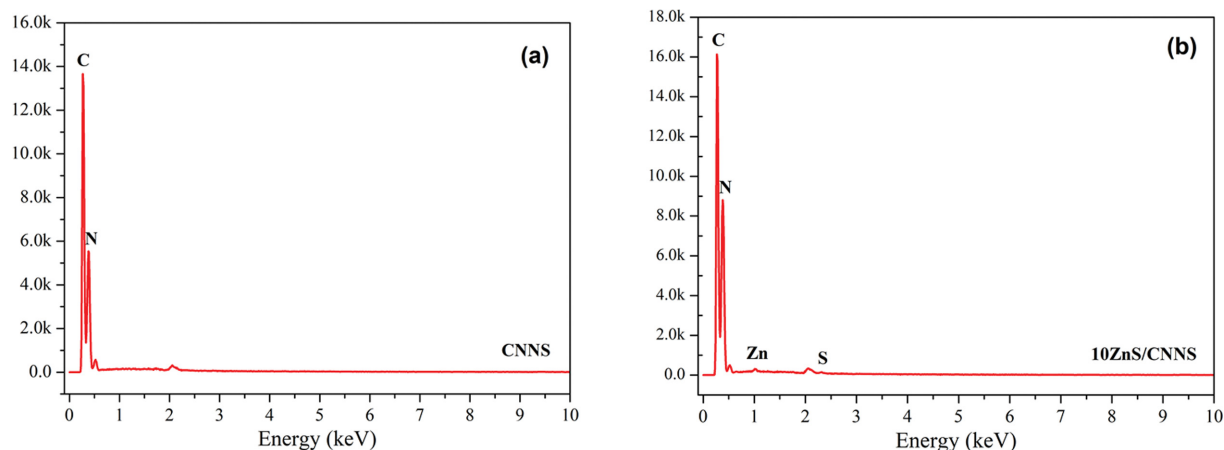 16.0k
14.0k
12.0k
10.0k
8.0k
6.0k
4.0k
2.0k
0.0
C
N
(a)
CNNS
0 1 2 3 4 5 6 7 8 9 10
Energy (keV)
18.0k
16.0k
14.0k
12.0k
10.0k
8.0k
6.0k
4.0k
2.0k
0.0
C
N
(b)
Zn
S
10ZnS/CNNS
0 1 2 3 4 5 6 7 8 9 10
Energy (keV)